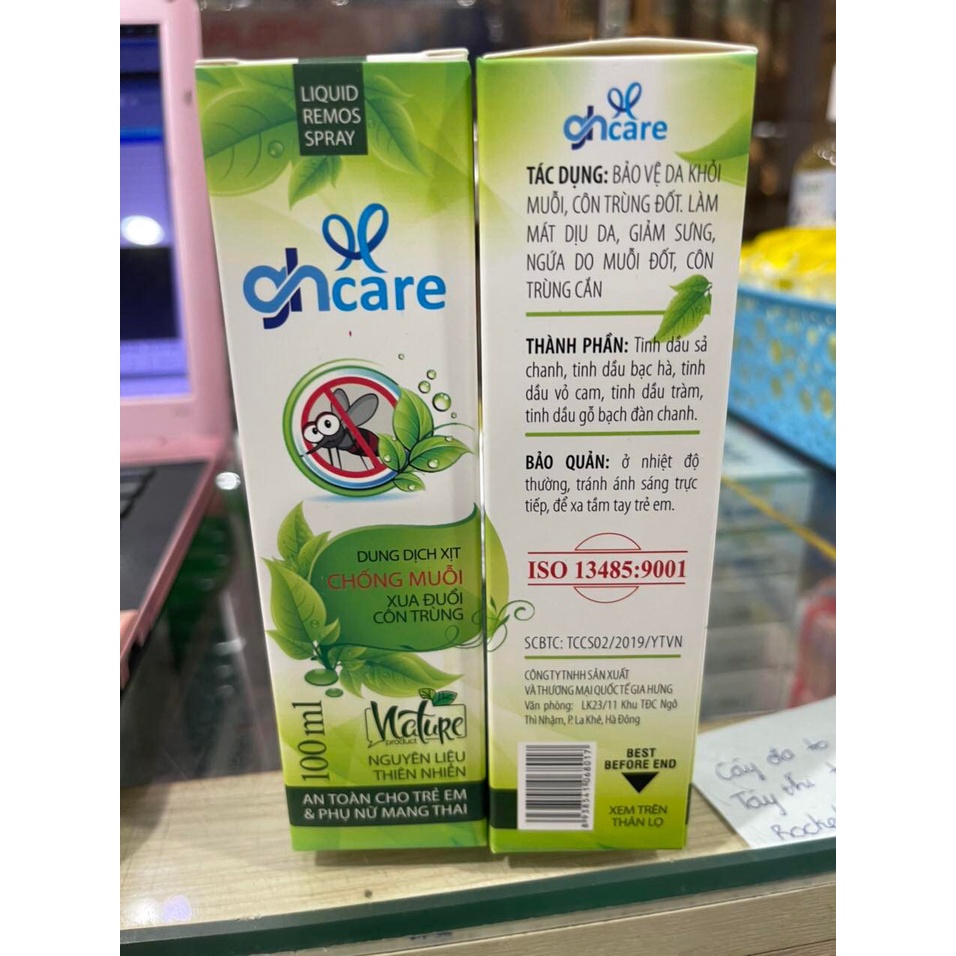 LIQUID
REMOS
SPRAY
ghcare
DUNG DỊCH XỊT
CHỐNG MUỖI
XUA ĐUỔI
CÔN TRÙNG
100ml
Nature
product
NGUYÊN LIỆU
THIÊN NHIÊN
AN TOÀN CHO TRẺ EM
& PHỤ NỮ MANG THAI
ghcare
TÁC DỤNG: BẢO VỆ DA KHỎI
MUỖI, CÔN TRÙNG ĐỐT. LÀM
MÁT DỊU DA, GIẢM SƯNG,
NGỨA DO MUỖI ĐỐT, CÔN
TRÙNG CẮN
THÀNH PHẦN: Tinh dầu sả
chanh, tinh dầu bạc hà, tinh
dầu vỏ cam, tinh dầu tràm,
tinh dầu gỗ bạch đàn chanh.
BẢO QUẢN: ở nhiệt độ
thường, tránh ánh sáng trực
tiếp, để xa tầm tay trẻ em.
ISO 13485:9001
SCBTC: TCCS02/2019/YTVN
CÔNG TY TNHH SẢN XUẤT
VÀ THƯƠNG MẠI QUỐC TẾ GIA HƯNG
Văn phòng: LK23/11 Khu TĐC Ngô
Thì Nhậm, P. La Khê, Hà Đông
8938541068017
BEST
BEFORE END
XEM TRÊN
THÂN LỌ